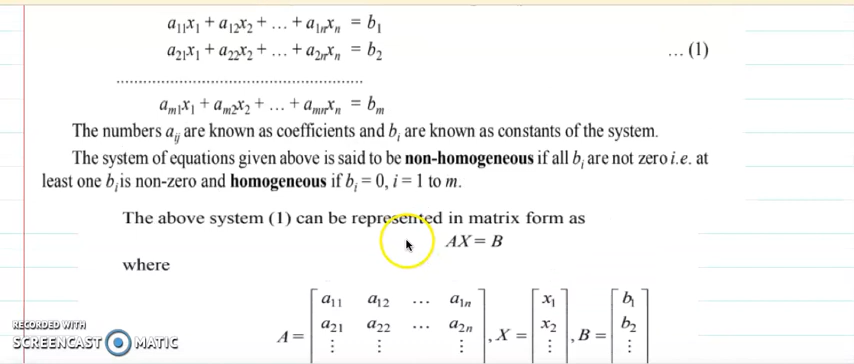 a₁₁x₁ + a₁₂x₂ + … + a₁ₙxₙ = b₁
a₂₁x₁ + a₂₂x₂ + … + a₂ₙxₙ = b₂ … (1)
........................................................
aₘ₁x₁ + aₘ₂x₂ + … + aₘₙxₙ = bₘ
The numbers aᵢⱼ are known as coefficients and bᵢ are known as constants of the system.
The system of equations given above is said to be non-homogeneous if all bᵢ are not zero i.e. at
least one bᵢ is non-zero and homogeneous if bᵢ = 0, i = 1 to m.
The above system (1) can be represented in matrix form as
AX = B
where
A = [a₁₁ a₁₂ … a₁ₙ
a₂₁ a₂₂ … a₂ₙ
⋮ ⋮ ⋮], X = [x₁
x₂
⋮], B = [b₁
b₂
⋮]
RECORDED WITH
SCREENCAST MATIC